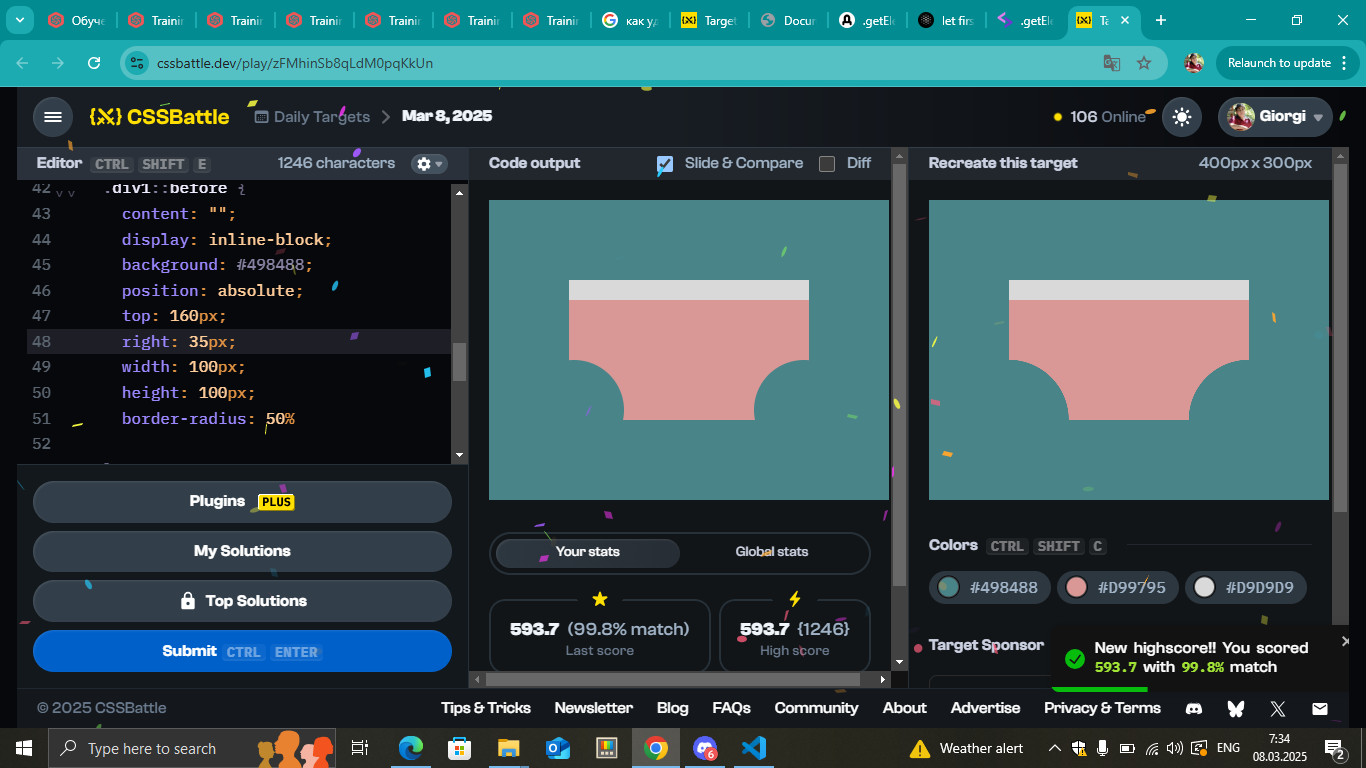 Обуче
Trainir
Trainir
Trainir
Trainir
Trainir
Trainir
как уд
Target
Docun
.getEle
let firs
.getEle
Ta
cssbattle.dev/play/zFMhinSb8qLdM0pqKkUn
Relaunch to update
{X} CSSBattle
Daily Targets
Mar 8, 2025
106 Online
Giorgi
Editor CTRL SHIFT E
1246 characters
Code output
Slide & Compare
Diff
Recreate this target
400px x 300px
42 .div1::before {
43 content: "";
44 display: inline-block;
45 background: #498488;
46 position: absolute;
47 top: 160px;
48 right: 35px;
49 width: 100px;
50 height: 100px;
51 border-radius: 50%
52
Plugins PLUS
My Solutions
Top Solutions
Submit CTRL ENTER
Your stats
Global stats
593.7 (99.8% match)
Last score
593.7 {1246}
High score
Colors CTRL SHIFT C
#498488
#D99795
#D9D9D9
Target Sponsor
New highscore!! You scored
593.7 with 99.8% match
© 2025 CSSBattle
Tips & Tricks
Newsletter
Blog
FAQs
Community
About
Advertise
Privacy & Terms
Type here to search
6
Weather alert
ENG
7:34
08.03.2025
2